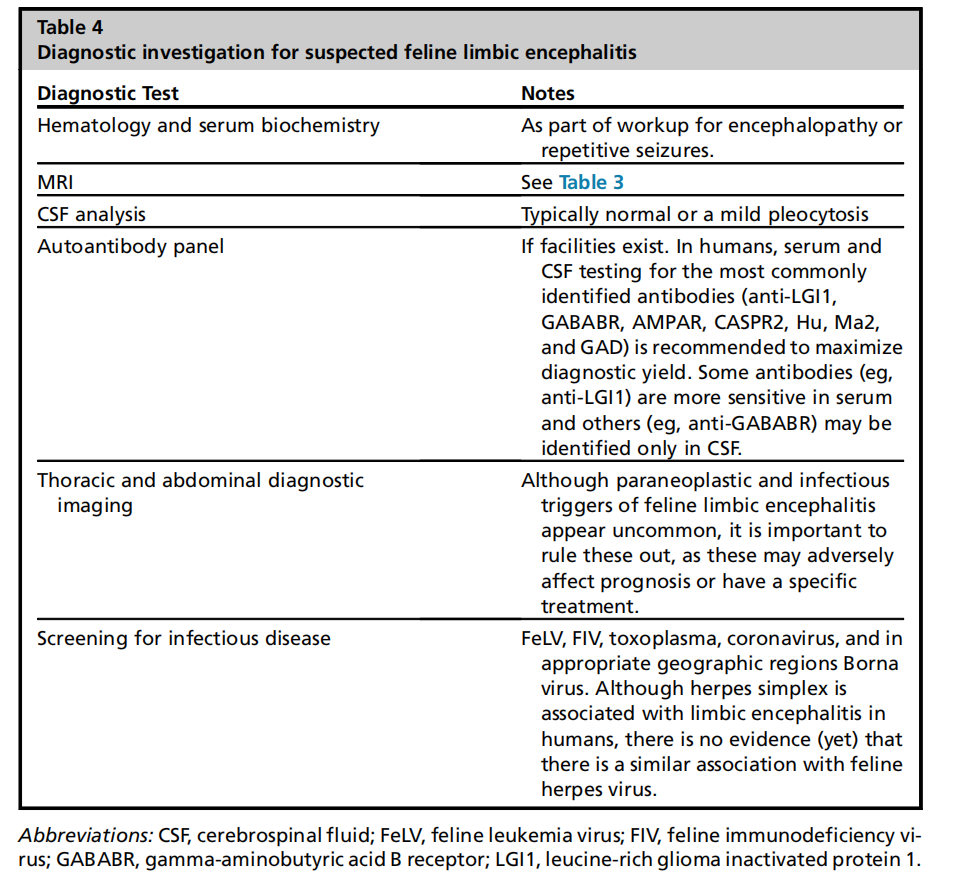 Table 4
Diagnostic investigation for suspected feline limbic encephalitis
Diagnostic Test Notes
Hematology and serum biochemistry As part of workup for encephalopathy or
repetitive seizures.
MRI See Table 3
CSF analysis Typically normal or a mild pleocytosis
Autoantibody panel If facilities exist. In humans, serum and
CSF testing for the most commonly
identified antibodies (anti-LGI1,
GABABR, AMPAR, CASPR2, Hu, Ma2,
and GAD) is recommended to maximize
diagnostic yield. Some antibodies (eg,
anti-LGI1) are more sensitive in serum
and others (eg, anti-GABABR) may be
identified only in CSF.
Thoracic and abdominal diagnostic
imaging
Although paraneoplastic and infectious
triggers of feline limbic encephalitis
appear uncommon, it is important to
rule these out, as these may adversely
affect prognosis or have a specific
treatment.
Screening for infectious disease FeLV, FIV, toxoplasma, coronavirus, and in
appropriate geographic regions Borna
virus. Although herpes simplex is
associated with limbic encephalitis in
humans, there is no evidence (yet) that
there is a similar association with feline
herpes virus.
Abbreviations: CSF, cerebrospinal fluid; FeLV, feline leukemia virus; FIV, feline immunodeficiency vi-
rus; GABABR, gamma-aminobutyric acid B receptor; LGI1, leucine-rich glioma inactivated protein 1.